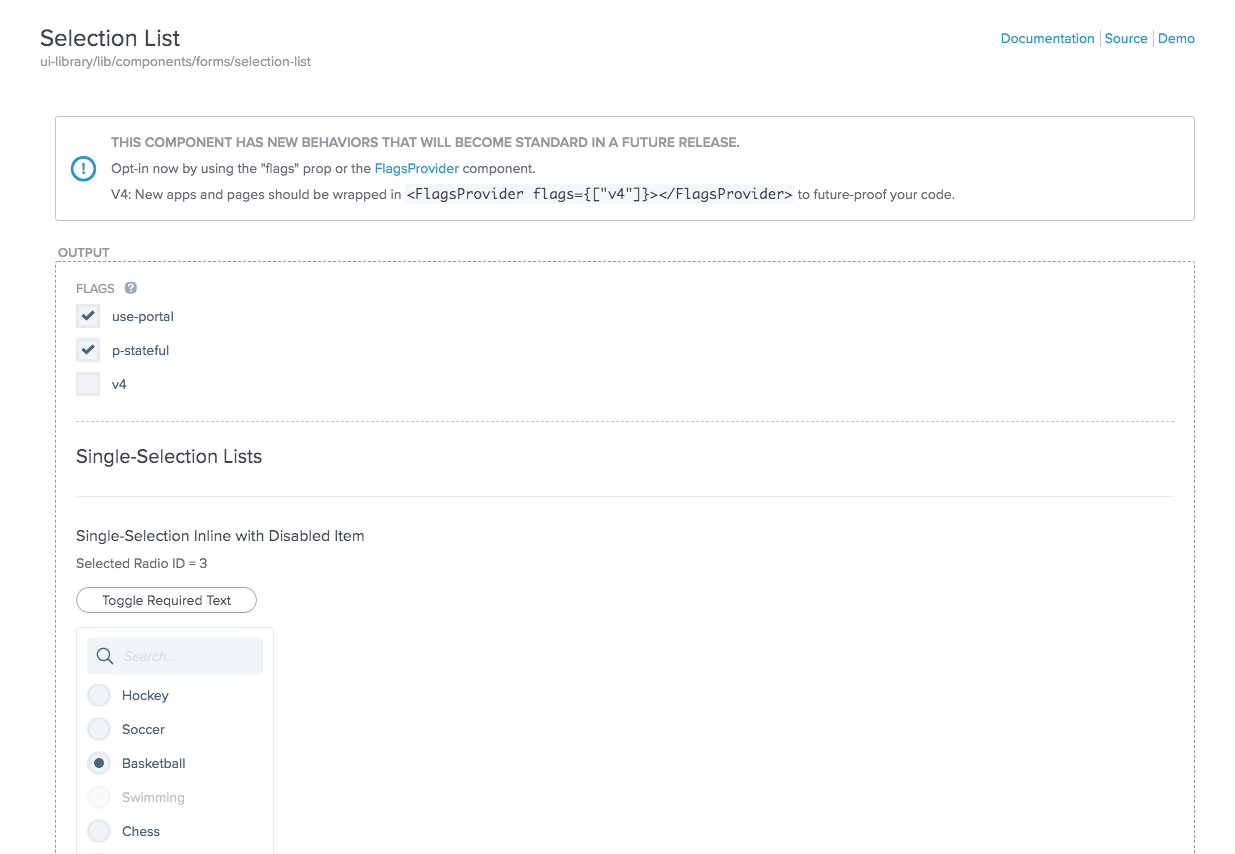 Selection List
Documentation Source Demo
ui-library/lib/components/forms/selection-list
THIS COMPONENT HAS NEW BEHAVIORS THAT WILL BECOME STANDARD IN A FUTURE RELEASE.
Opt-in now by using the "flags" prop or the FlagsProvider component.
V4: New apps and pages should be wrapped in <FlagsProvider flags={["v4"]}></FlagsProvider> to future-proof your code.
OUTPUT
FLAGS ?
use-portal
p-stateful
v4
Single-Selection Lists
Single-Selection Inline with Disabled Item
Selected Radio ID = 3
Toggle Required Text
Search...
Hockey
Soccer
Basketball
Swimming
Chess